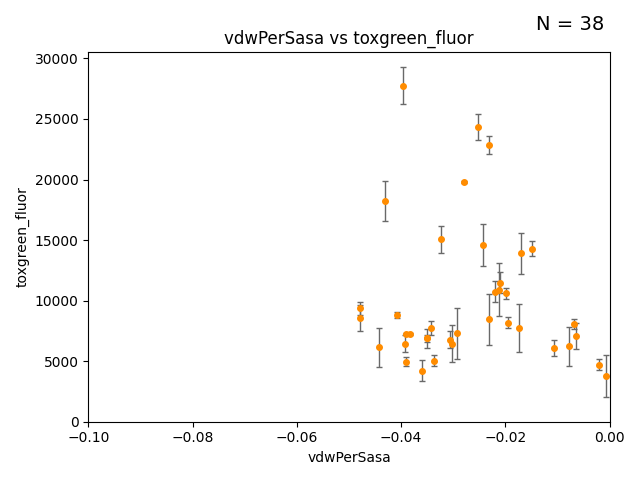 N = 38
vdwPerSasa vs toxgreen_fluor
30000
25000
20000
15000
10000
5000
0
toxgreen_fluor
−0.10 −0.08 −0.06 −0.04 −0.02 0.00
vdwPerSasa